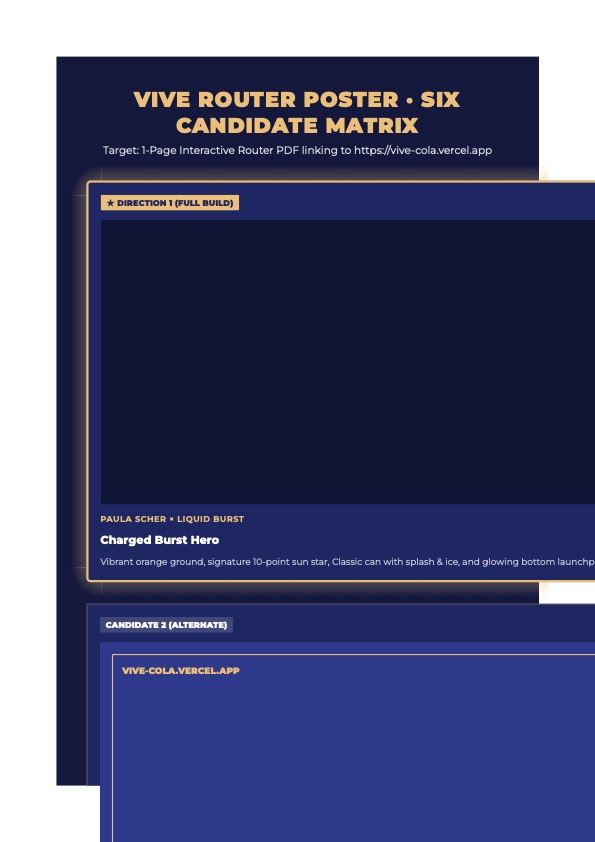 VIVE ROUTER POSTER • SIX
CANDIDATE MATRIX
Target: 1-Page Interactive Router PDF linking to https://vive-cola.vercel.app
★ DIRECTION 1 (FULL BUILD)
PAULA SCHER × LIQUID BURST
Charged Burst Hero
Vibrant orange ground, signature 10-point sun star, Classic can with splash & ice, and glowing bottom launchp
CANDIDATE 2 (ALTERNATE)
VIVE-COLA.VERCEL.APP